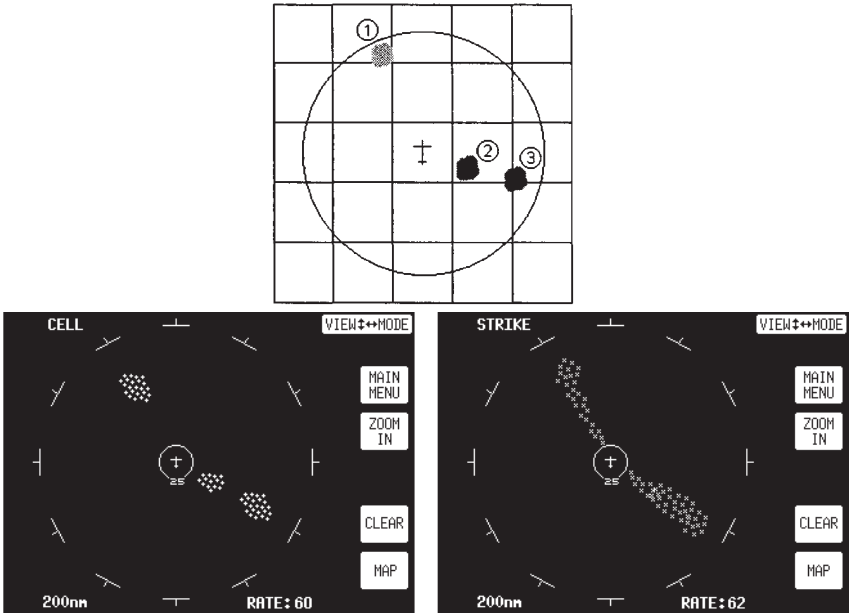 ①
②
③
CELL
VIEW↕↔MODE
MAIN
MENU
ZOOM
IN
25
CLEAR
MAP
200nm
RATE:60
STRIKE
VIEW↕↔MODE
MAIN
MENU
ZOOM
IN
25
CLEAR
MAP
200nm
RATE:62